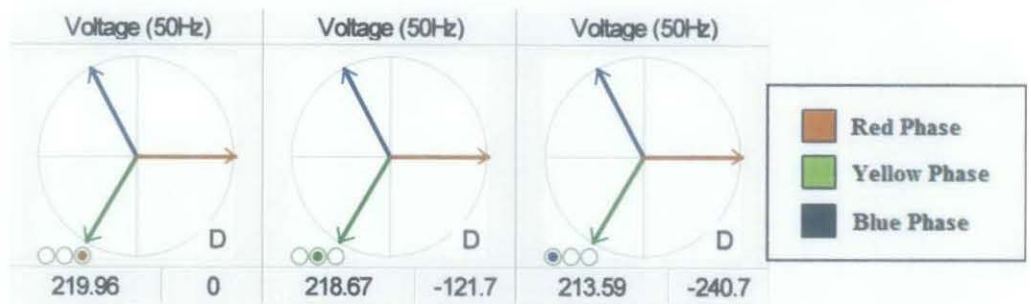 Voltage (50Hz)
Voltage (50Hz)
Voltage (50Hz)
D
D
D
219.96 0
218.67 -121.7
213.59 -240.7
Red Phase
Yellow Phase
Blue Phase